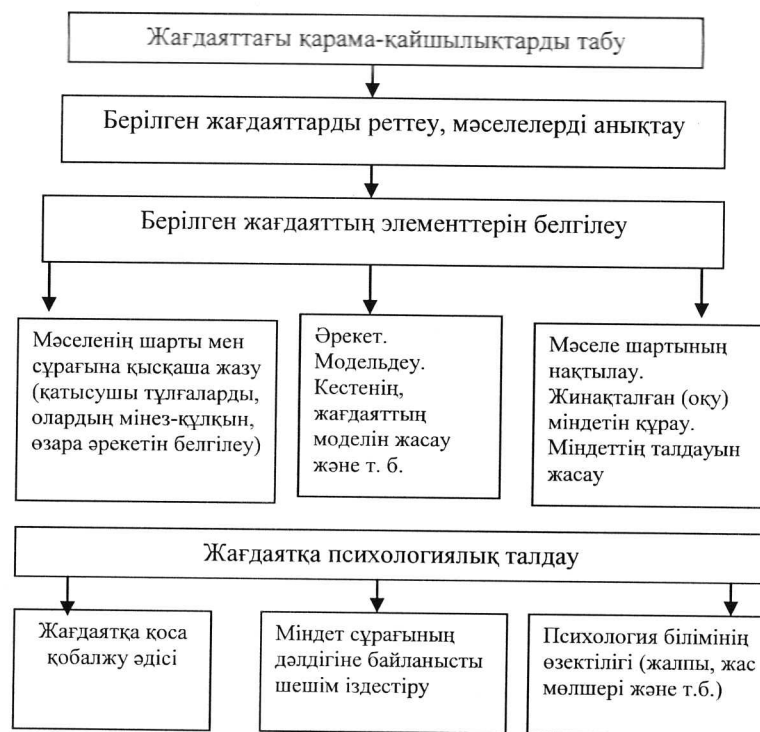 Жағдаяттағы қарама-қайшылықтарды табу
Берілген жағдаяттарды реттеу, мәселелерді анықтау
Берілген жағдаяттың элементтерін белгілеу
Мәселенің шарты мен
сұрағына қысқаша жазу
(қатысушы тұлғаларды,
олардың мінез-құлқын,
өзара әрекетін белгілеу)
Әрекет.
Модельдеу.
Кестенің,
жағдаяттың
моделін жасау
және т. б.
Мәселе шартының
нақтылау.
Жинақталған (оқу)
міндетін құрау.
Міндеттің талдауын
жасау
Жағдаятқа психологиялық талдау
Жағдаятқа қоса
қобалжу әдісі
Міндет сұрағының
дәлдігіне байланысты
шешім іздестіру
Психология білімінің
өзектілігі (жалпы, жас
мөлшері және т.б.)